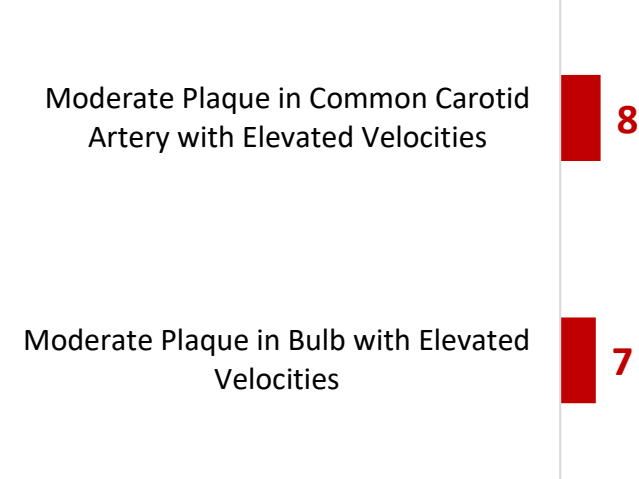 Moderate Plaque in Common Carotid
Artery with Elevated Velocities
8
Moderate Plaque in Bulb with Elevated
Velocities
7